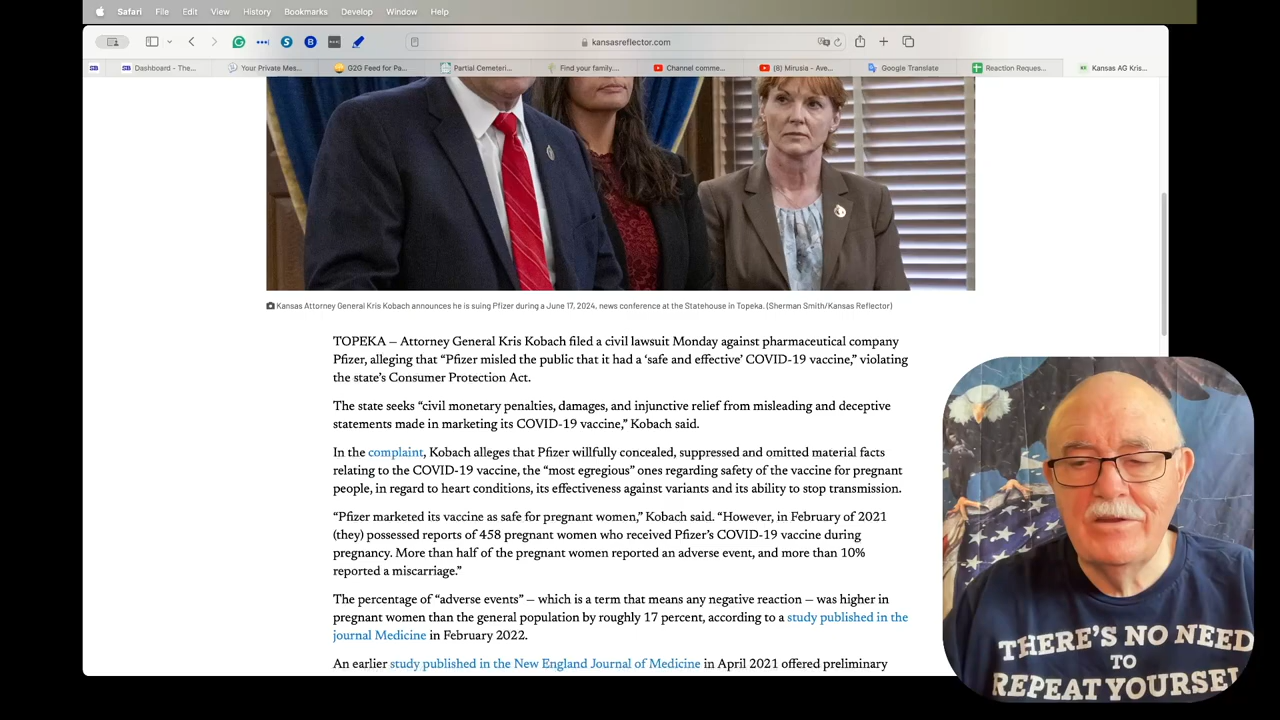 Safari File Edit View History Bookmarks Develop Window Help
kansasreflector.com
SB SB Dashboard – The... Your Private Mes... G2G Feed for Pa... Partial Cemeteri... Find your family.... Channel comme... (6) Mirusia - Ave... Google Translate Reaction Reques... KR Kansas AG Kris...
Kansas Attorney General Kris Kobach announces he is suing Pfizer during a June 17, 2024, news conference at the Statehouse in Topeka. (Sherman Smith/Kansas Reflector)
TOPEKA — Attorney General Kris Kobach filed a civil lawsuit Monday against pharmaceutical company
Pfizer, alleging that “Pfizer misled the public that it had a ‘safe and effective’ COVID-19 vaccine,” violating
the state’s Consumer Protection Act.
The state seeks “civil monetary penalties, damages, and injunctive relief from misleading and deceptive
statements made in marketing its COVID-19 vaccine,” Kobach said.
In the complaint, Kobach alleges that Pfizer willfully concealed, suppressed and omitted material facts
relating to the COVID-19 vaccine, the “most egregious” ones regarding safety of the vaccine for pregnant
people, in regard to heart conditions, its effectiveness against variants and its ability to stop transmission.
“Pfizer marketed its vaccine as safe for pregnant women,” Kobach said. “However, in February of 2021
(they) possessed reports of 458 pregnant women who received Pfizer’s COVID-19 vaccine during
pregnancy. More than half of the pregnant women reported an adverse event, and more than 10%
reported a miscarriage.”
The percentage of “adverse events” — which is a term that means any negative reaction — was higher in
pregnant women than the general population by roughly 17 percent, according to a study published in the
journal Medicine in February 2022.
An earlier study published in the New England Journal of Medicine in April 2021 offered preliminary
THERE'S NO NEED
TO
REPEAT YOURSEL